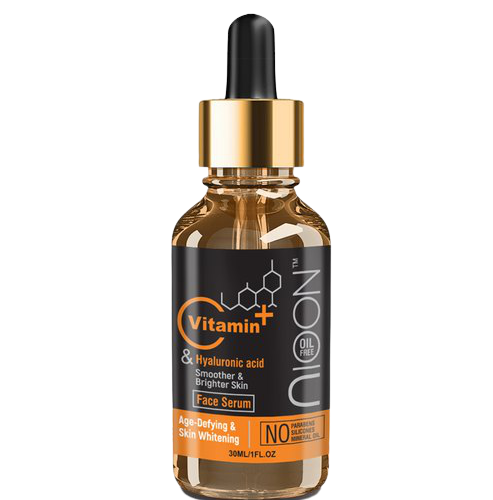 C
Vitamin+
& Hyaluronic acid
Smoother &
Brighter Skin
Face Serum
Age-Defying &
Skin Whitening
TM
OIL
FREE
NO
PARABENS
SILICONES
MINERAL OIL
30ML/1FL.OZ